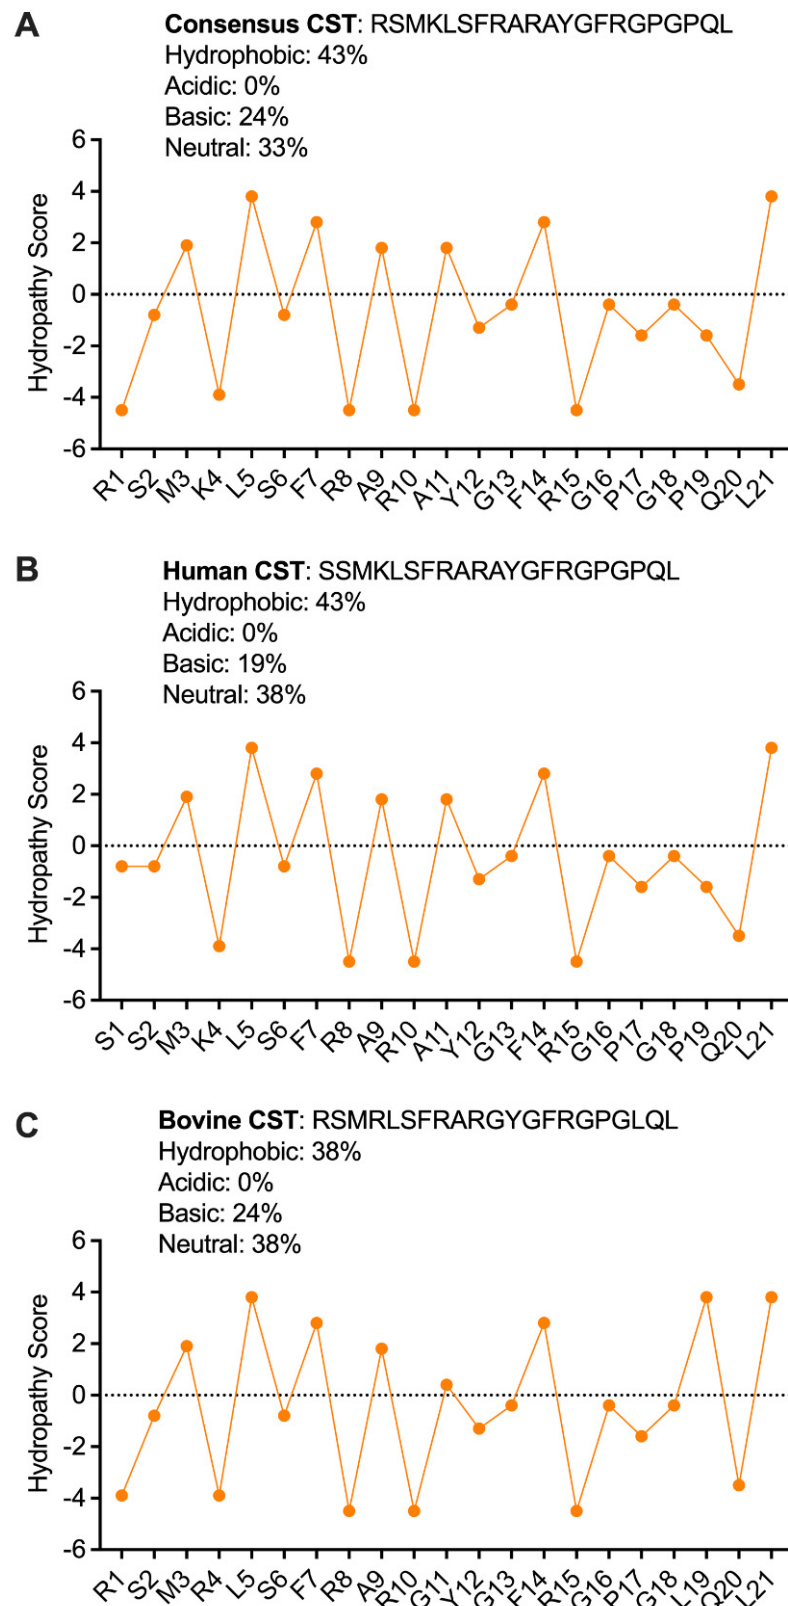 A
Consensus CST: RSMKLSFRARAYGFRGPGPQL
Hydrophobic: 43%
Acidic: 0%
Basic: 24%
Neutral: 33%
Hydropathy Score
6
4
2
0
-2
-4
-6
R1 S2 M3 K4 L5 S6 F7 R8 A9 R10 A11 Y12 G13 F14 R15 G16 P17 G18 P19 Q20 L21
B
Human CST: SSMKLSFRARAYGFRGPGPQL
Hydrophobic: 43%
Acidic: 0%
Basic: 19%
Neutral: 38%
Hydropathy Score
6
4
2
0
-2
-4
-6
S1 S2 M3 K4 L5 S6 F7 R8 A9 R10 A11 Y12 G13 F14 R15 G16 P17 G18 P19 Q20 L21
C
Bovine CST: RSMRLSFRARGYGFRGPGLQL
Hydrophobic: 38%
Acidic: 0%
Basic: 24%
Neutral: 38%
Hydropathy Score
6
4
2
0
-2
-4
-6
R1 S2 M3 R4 L5 S6 F7 R8 A9 R10 G11 Y12 G13 F14 R15 G16 P17 G18 L19 Q20 L21